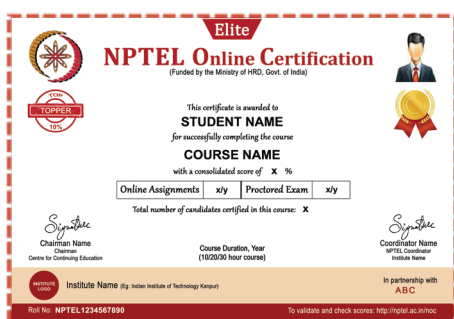 Elite
NPTEL Online Certification
(Funded by the Ministry of HRD, Govt. of India)
TOP
TOPPER
10%
This certificate is awarded to
STUDENT NAME
for successfully completing the course
COURSE NAME
with a consolidated score of X %
Online Assignments x/y Proctored Exam x/y
Total number of candidates certified in this course: X
Signature
Signature
Chairman Name
Chairman
Centre for Continuing Education
Course Duration, Year
(10/20/30 hour course)
Coordinator Name
NPTEL Coordinator
Institute Name
INSTITUTE
LOGO
Institute Name (Eg: Indian Institute of Technology Kanpur)
In partnership with
ABC
Roll No: NPTEL1234567890
To validate and check scores: http://nptel.ac.in/noc